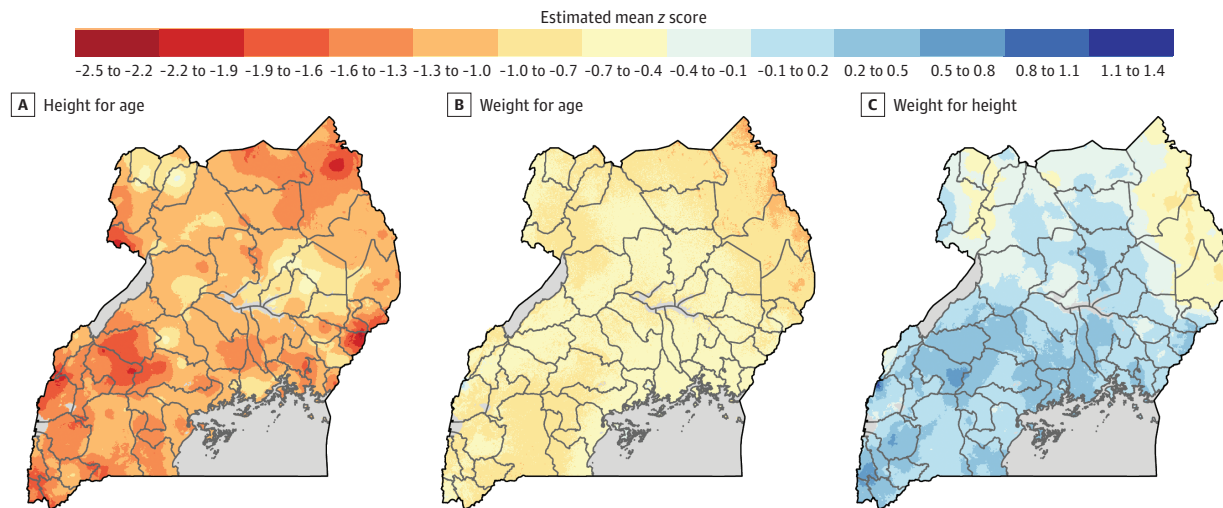 Estimated mean z score
−2.5 to −2.2 −2.2 to −1.9 −1.9 to −1.6 −1.6 to −1.3 −1.3 to −1.0 −1.0 to −0.7 −0.7 to −0.4 −0.4 to −0.1 −0.1 to 0.2 0.2 to 0.5 0.5 to 0.8 0.8 to 1.1 1.1 to 1.4
A Height for age B Weight for age C Weight for height